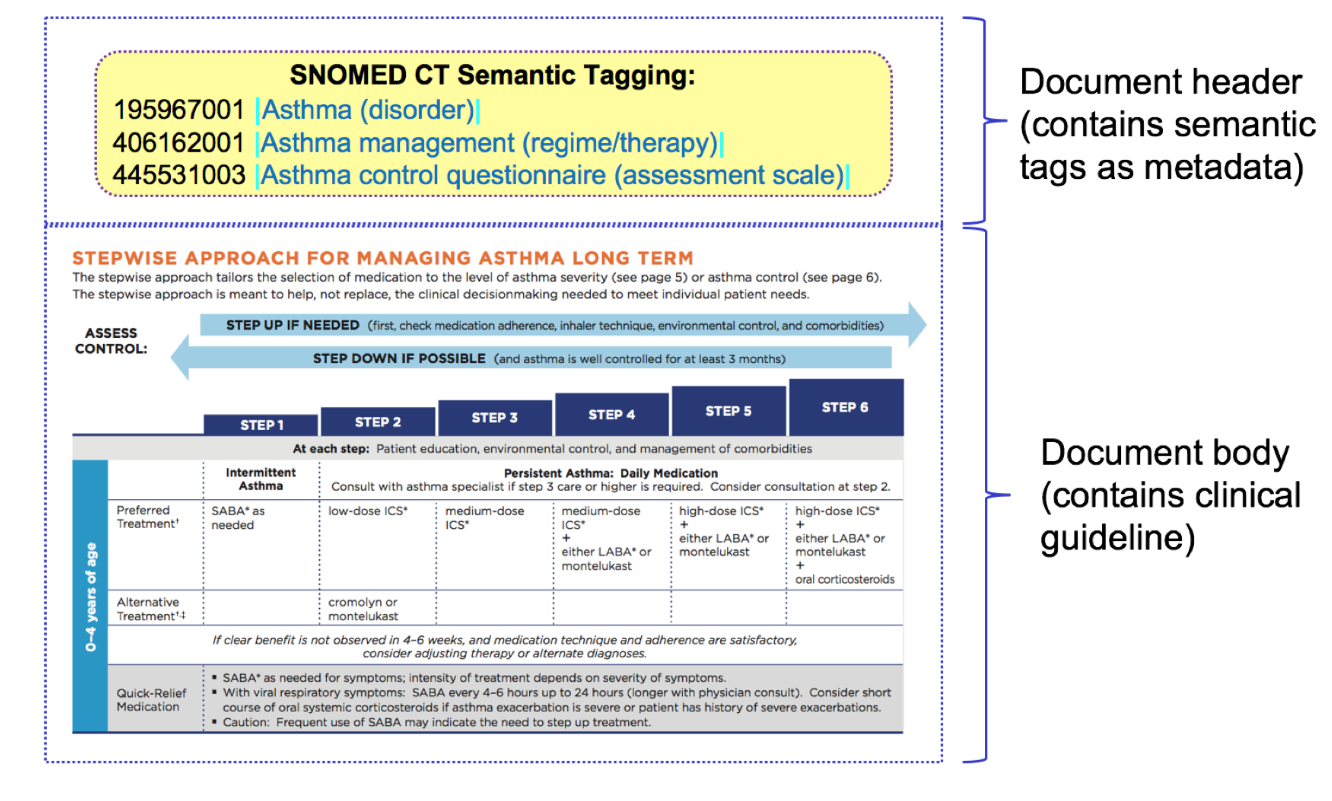 SNOMED CT Semantic Tagging:
195967001 |Asthma (disorder)|
406162001 |Asthma management (regime/therapy)|
445531003 |Asthma control questionnaire (assessment scale)|
Document header
(contains semantic
tags as metadata)
STEPWISE APPROACH FOR MANAGING ASTHMA LONG TERM
The stepwise approach tailors the selection of medication to the level of asthma severity (see page 5) or asthma control (see page 6).
The stepwise approach is meant to help, not replace, the clinical decisionmaking needed to meet individual patient needs.
ASSESS
CONTROL:
STEP UP IF NEEDED (first, check medication adherence, inhaler technique, environmental control, and comorbidities)
STEP DOWN IF POSSIBLE (and asthma is well controlled for at least 3 months)
STEP 1
STEP 2
STEP 3
STEP 4
STEP 5
STEP 6
At each step: Patient education, environmental control, and management of comorbidities
0–4 years of age
Intermittent
Asthma
Persistent Asthma: Daily Medication
Consult with asthma specialist if step 3 care or higher is required. Consider consultation at step 2.
Preferred
Treatment†
SABA* as
needed
low-dose ICS*
medium-dose
ICS*
medium-dose
ICS*
+
either LABA* or
montelukast
high-dose ICS*
+
either LABA* or
montelukast
high-dose ICS*
+
either LABA* or
montelukast
+
oral corticosteroids
Alternative
Treatment†,‡
cromolyn or
montelukast
If clear benefit is not observed in 4–6 weeks, and medication technique and adherence are satisfactory,
consider adjusting therapy or alternate diagnoses.
Quick-Relief
Medication
▪ SABA* as needed for symptoms; intensity of treatment depends on severity of symptoms.
▪ With viral respiratory symptoms: SABA every 4–6 hours up to 24 hours (longer with physician consult). Consider short
course of oral systemic corticosteroids if asthma exacerbation is severe or patient has history of severe exacerbations.
▪ Caution: Frequent use of SABA may indicate the need to step up treatment.
Document body
(contains clinical
guideline)